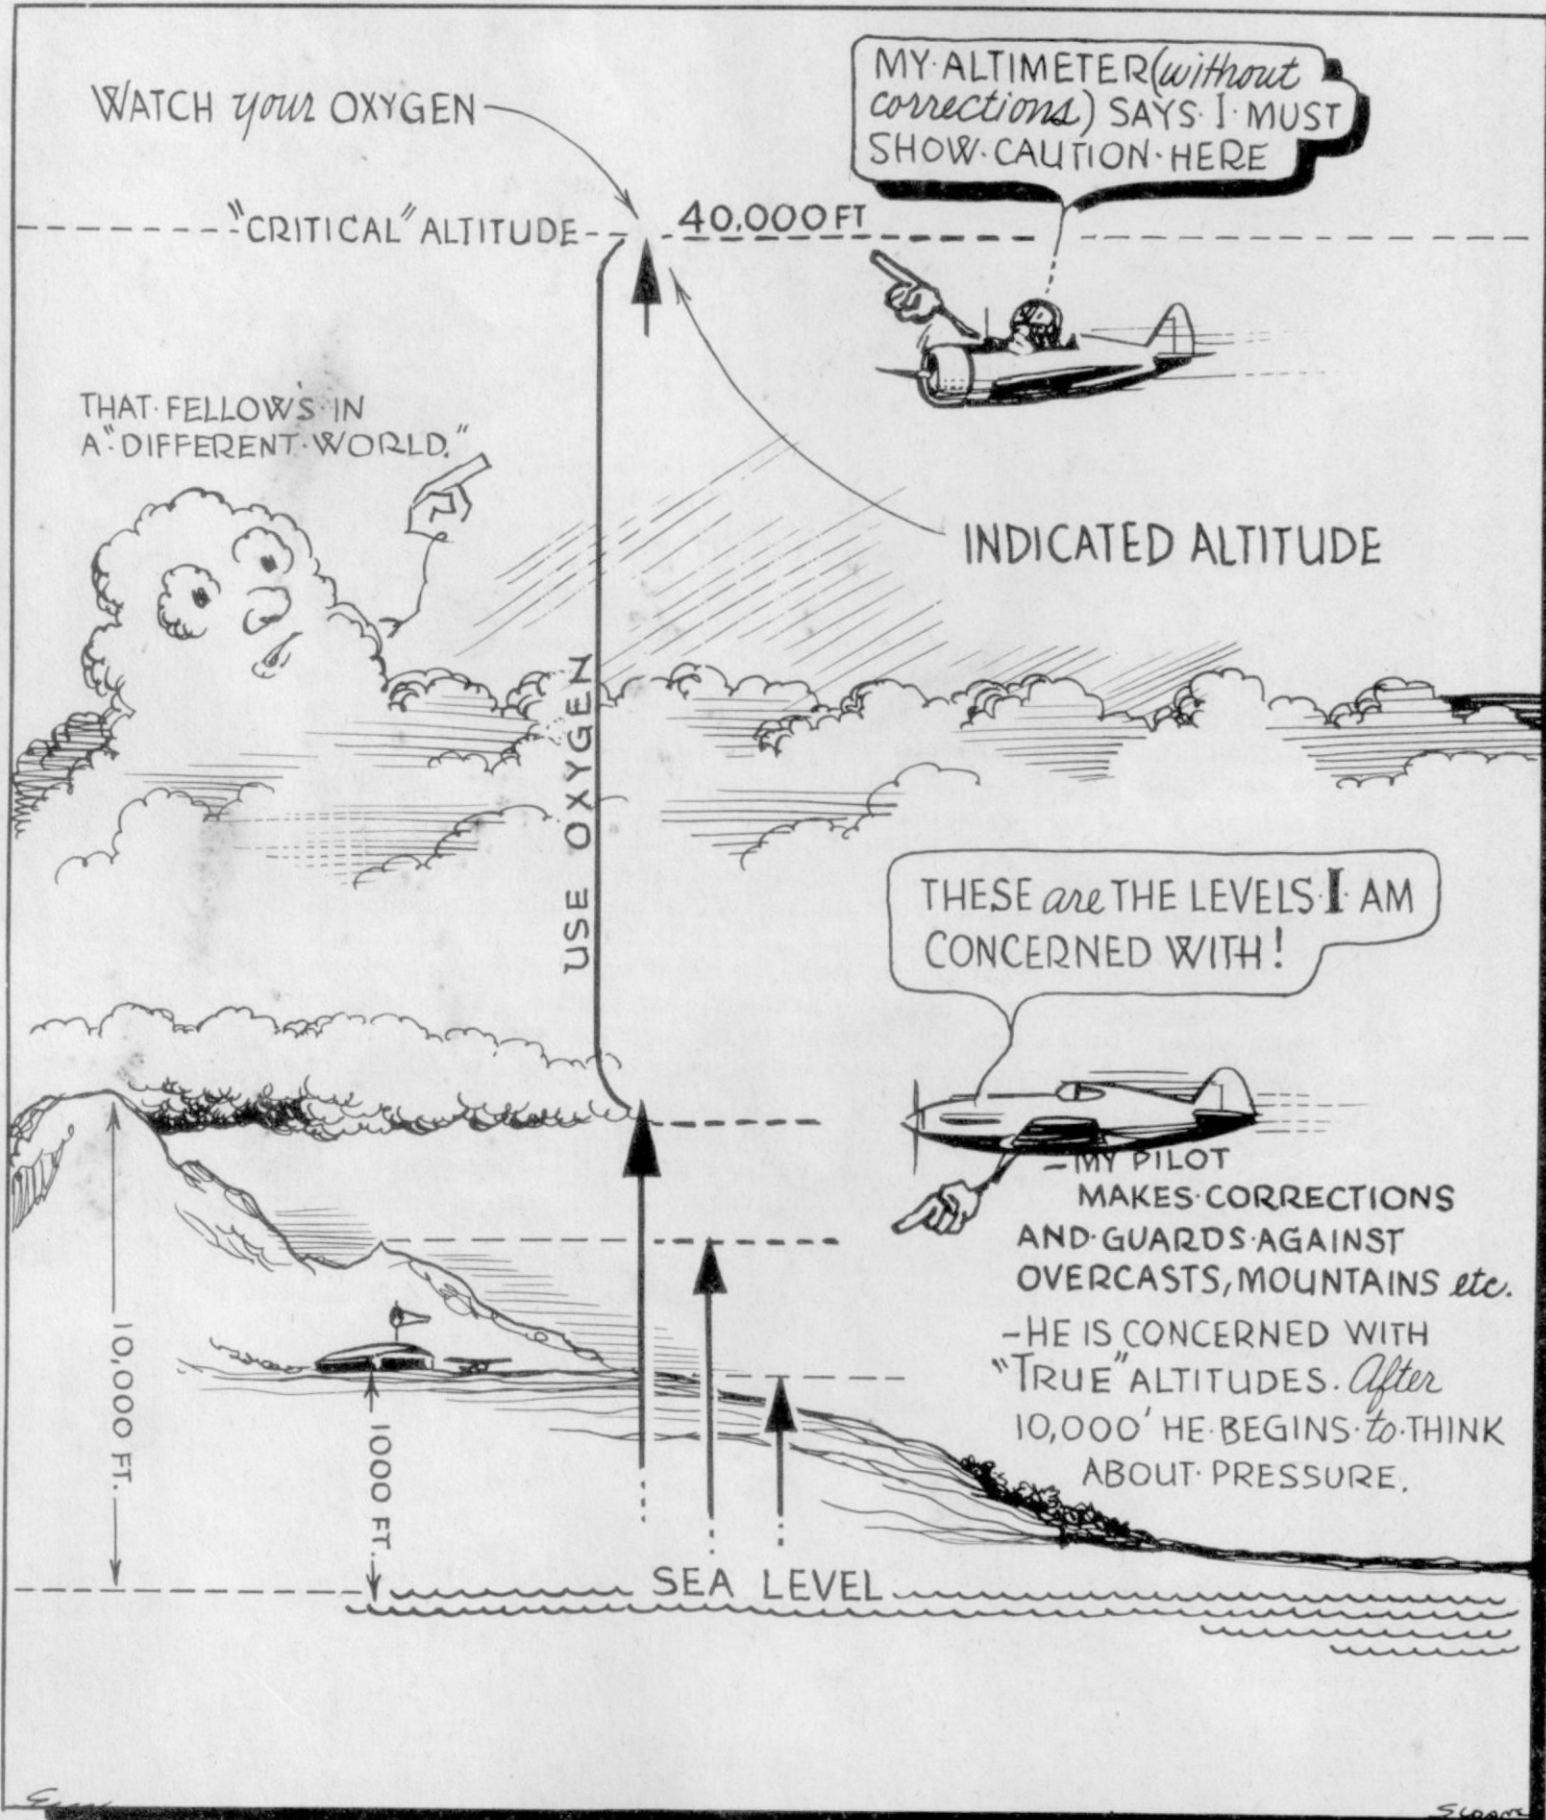 MY ALTIMETER (without
corrections) SAYS I MUST
SHOW CAUTION HERE
WATCH your OXYGEN
"CRITICAL" ALTITUDE
40,000 FT
THAT FELLOW'S IN
A "DIFFERENT WORLD."
INDICATED ALTITUDE
USE OXYGEN
THESE are THE LEVELS I AM
CONCERNED WITH!
-MY PILOT
MAKES CORRECTIONS
AND GUARDS AGAINST
OVERCASTS, MOUNTAINS etc.
-HE IS CONCERNED WITH
"TRUE" ALTITUDES. After
10,000' HE BEGINS to THINK
ABOUT PRESSURE.
10,000 FT.
1000 FT.
SEA LEVEL
Sloane